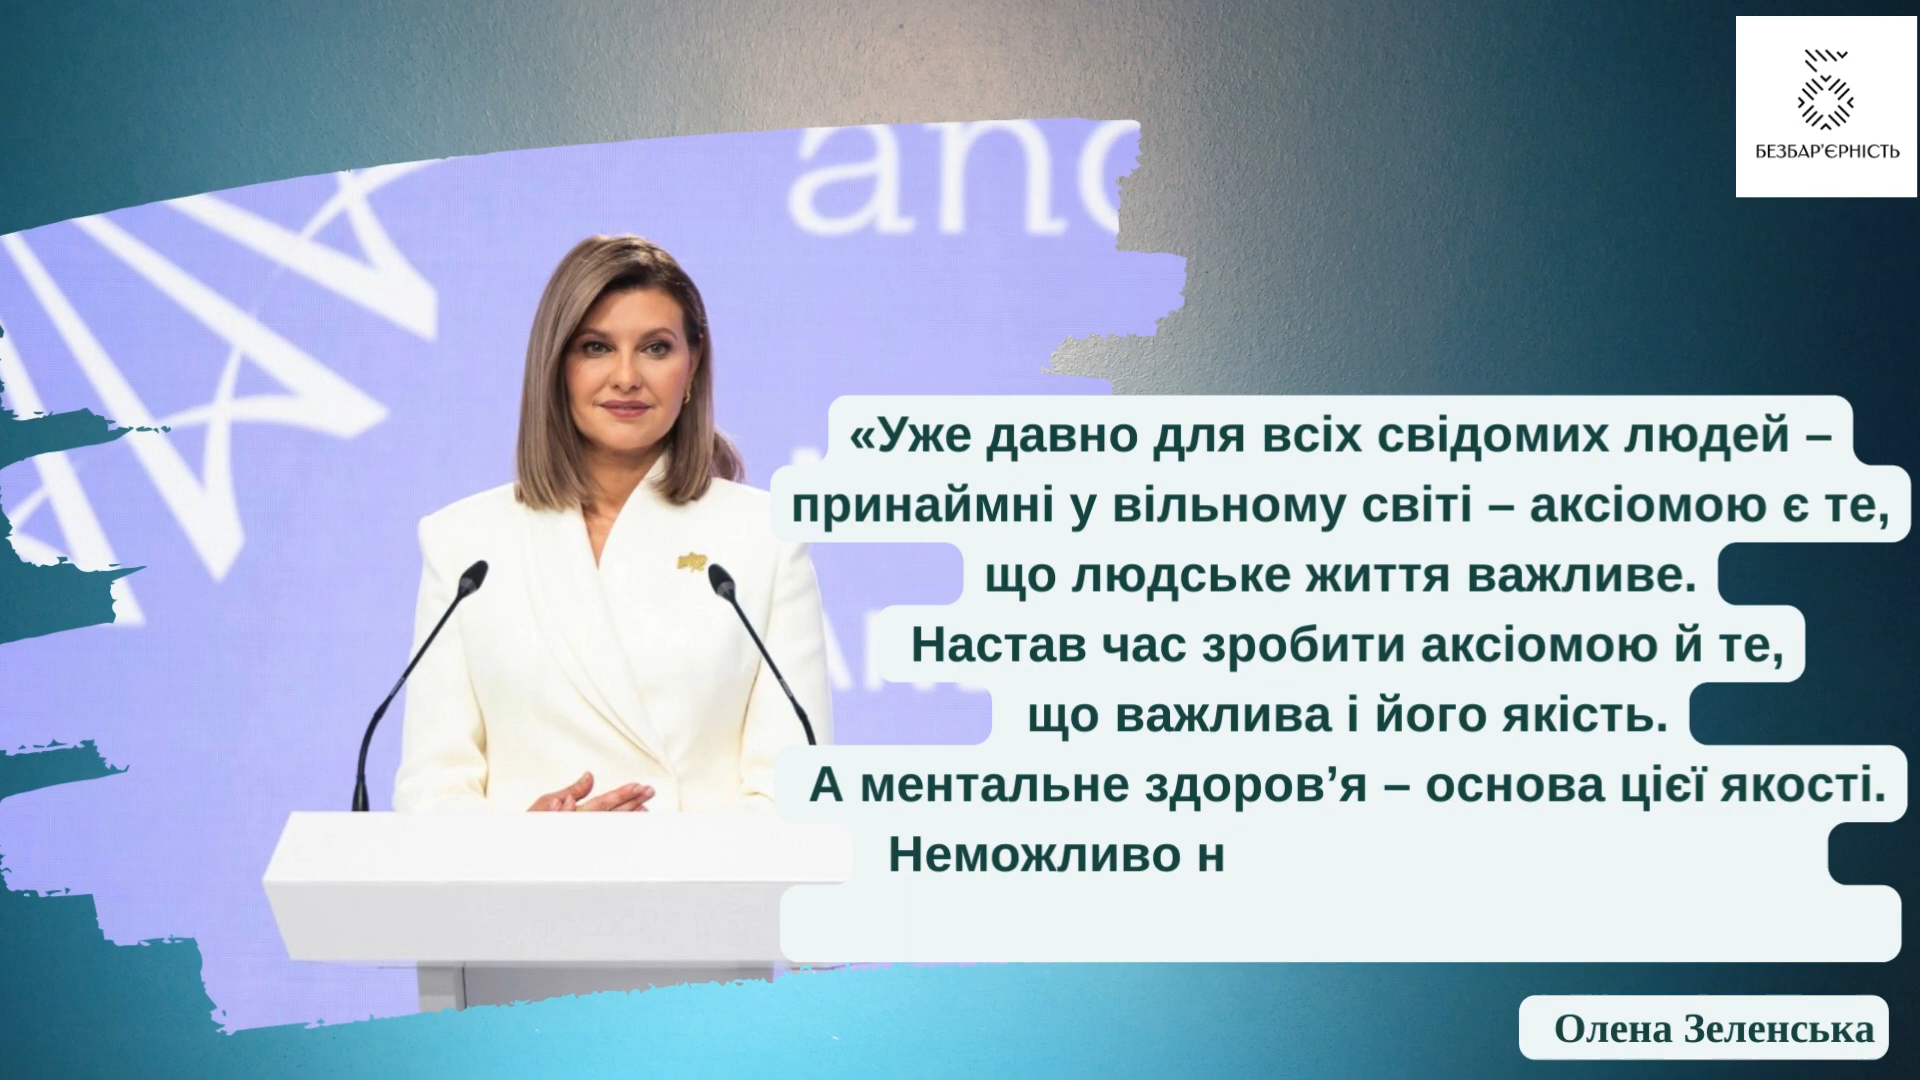 and
БЕЗБАР'ЄРНІСТЬ
«Уже давно для всіх свідомих людей –
принаймні у вільному світі – аксіомою є те,
що людське життя важливе.
Настав час зробити аксіомою й те,
що важлива і його якість.
А ментальне здоров’я – основа цієї якості.
Неможливо н
Олена Зеленська